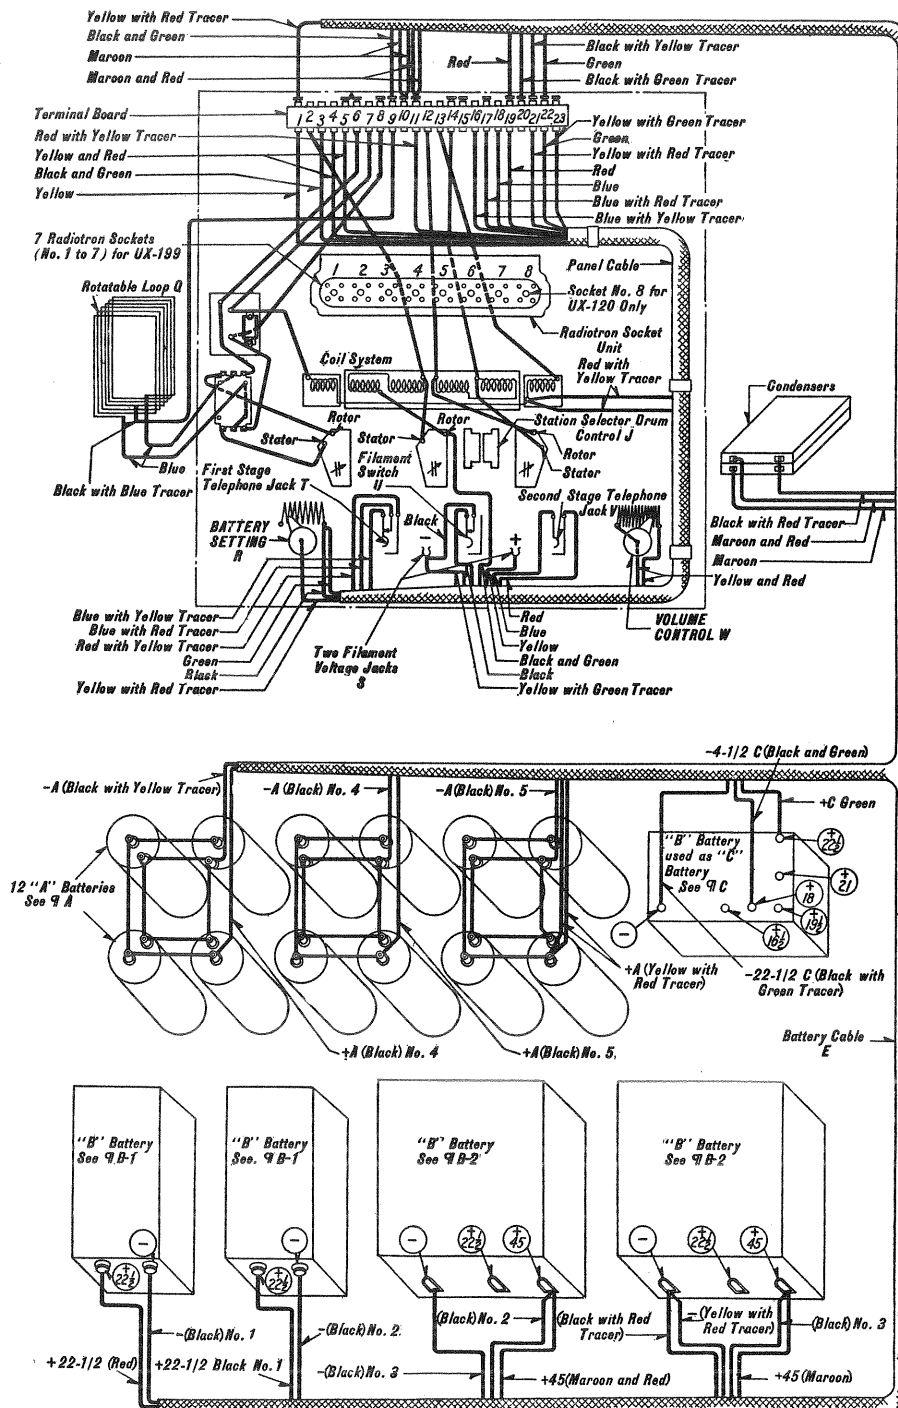 Yellow with Red Tracer
Black and Green
Maroon
Maroon and Red
Red
Black with Yellow Tracer
Green
Black with Green Tracer
Terminal Board
1 2 3 4 5 6 7 8 9 10 11 12 13 14 15 16 17 18 19 20 21 22 23
Red with Yellow Tracer
Yellow and Red
Black and Green
Yellow
Yellow with Green Tracer
Green
Yellow with Red Tracer
Red
Blue
Blue with Red Tracer
Blue with Yellow Tracer
7 Radiotron Sockets
(No. 1 to 7) for UX-199
1 2 3 4 5 6 7 8
Panel Cable
Socket No. 8 for
UX-120 Only
Rotatable Loop Q
Radiotron Socket
Unit
Coil System
Red with
Yellow Tracer
Condensers
Rotor
Stator
Rotor
Stator
Station Selector Drum
Control J
Rotor
Stator
Blue
Black with Blue Tracer
First Stage
Telephone Jack T
Filament
Switch
U
Second Stage Telephone
Jack V
BATTERY
SETTING
R
Black
−
+
Black with Red Tracer
Maroon and Red
Maroon
Yellow and Red
VOLUME
CONTROL W
Blue with Yellow Tracer
Blue with Red Tracer
Red with Yellow Tracer
Green
Black
Yellow with Red Tracer
Two Filament
Voltage Jacks
S
Red
Blue
Yellow
Black and Green
Black
Yellow with Green Tracer
-4-1/2 C (Black and Green)
-A (Black with Yellow Tracer)
-A (Black) No. 4
-A (Black) No. 5
+C Green
12 "A" Batteries
See ¶ A
"B" Battery
used as "C"
Battery
See ¶ C
+ 22½
+ 21
+ 18
+ 19½
+ 16½
−
+A (Yellow with
Red Tracer)
-22-1/2 C (Black with
Green Tracer)
+A (Black) No. 4
+A (Black) No. 5.
Battery Cable
E
"B" Battery
See ¶ B-1
"B" Battery
See. ¶ B-1
"B" Battery
See ¶ B-2
"B" Battery
See ¶ B-2
−
+ 22½
−
+ 22½
−
+ 22½
+ 45
−
+ 22½
+ 45
-(Black) No. 1
-(Black) No. 2
(Black) No. 2
(Black with Red
Tracer)
-(Yellow with
Red Tracer)
(Black) No. 3
+22-1/2 (Red)
+22-1/2 Black No. 1
-(Black) No. 3
+45 (Maroon and Red)
+45 (Maroon)